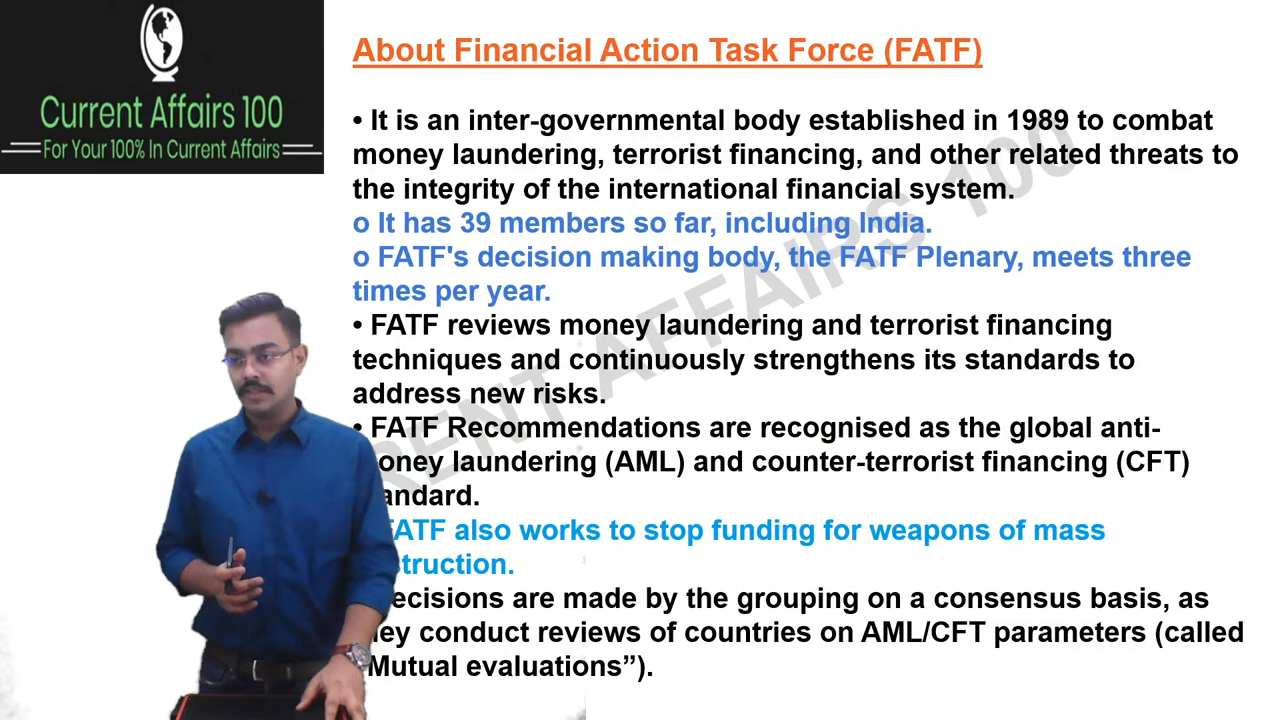 Current Affairs 100
For Your 100% In Current Affairs
About Financial Action Task Force (FATF)
• It is an inter-governmental body established in 1989 to combat
money laundering, terrorist financing, and other related threats to
the integrity of the international financial system.
o It has 39 members so far, including India.
o FATF's decision making body, the FATF Plenary, meets three
times per year.
• FATF reviews money laundering and terrorist financing
techniques and continuously strengthens its standards to
address new risks.
• FATF Recommendations are recognised as the global anti-
oney laundering (AML) and counter-terrorist financing (CFT)
andard.
FATF also works to stop funding for weapons of mass
struction.
ecisions are made by the grouping on a consensus basis, as
ey conduct reviews of countries on AML/CFT parameters (called
Mutual evaluations”).
RENT AFFAIRS 100